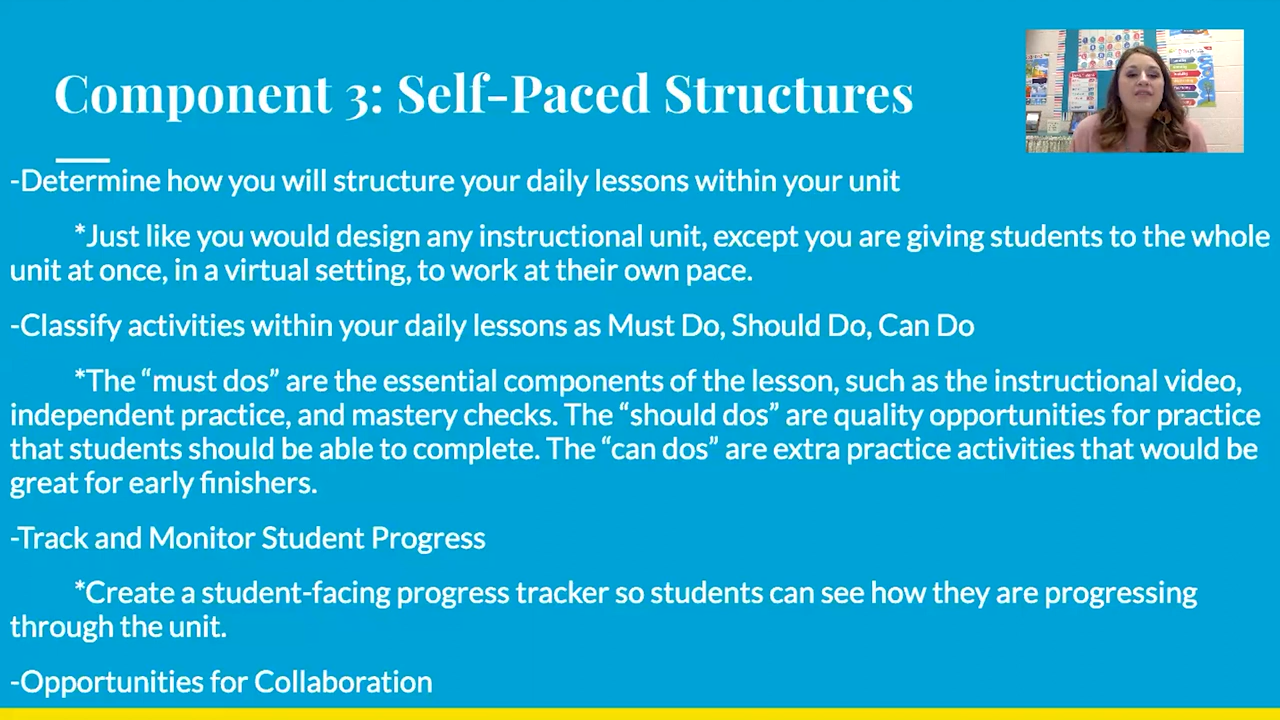 Component 3: Self-Paced Structures
-Determine how you will structure your daily lessons within your unit
*Just like you would design any instructional unit, except you are giving students to the whole
unit at once, in a virtual setting, to work at their own pace.
-Classify activities within your daily lessons as Must Do, Should Do, Can Do
*The “must dos” are the essential components of the lesson, such as the instructional video,
independent practice, and mastery checks. The “should dos” are quality opportunities for practice
that students should be able to complete. The “can dos” are extra practice activities that would be
great for early finishers.
-Track and Monitor Student Progress
*Create a student-facing progress tracker so students can see how they are progressing
through the unit.
-Opportunities for Collaboration